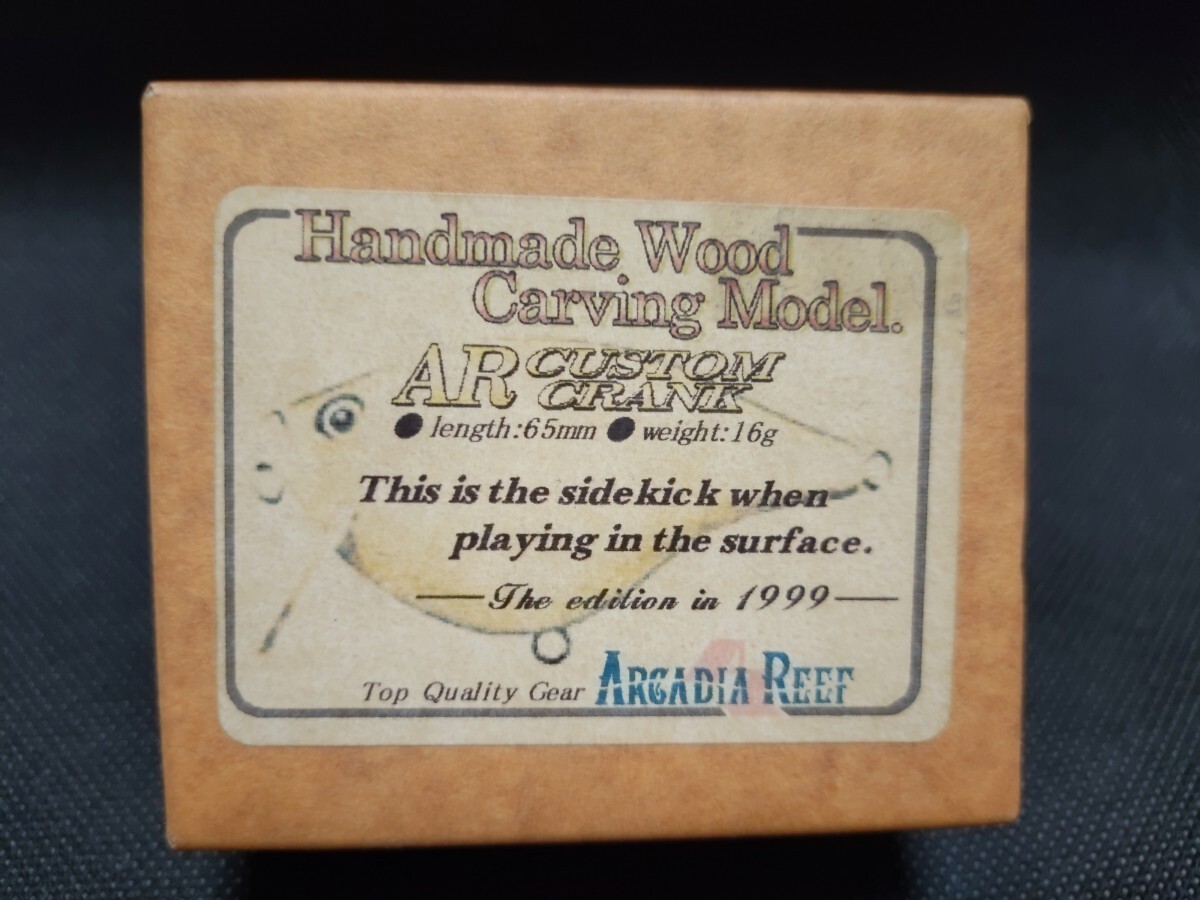 Handmade Wood
Carving Model.
AR CUSTOM
CRANK
● length:65mm ● weight:16g
This is the sidekick when
playing in the surface.
The edition in 1999
Top Quality Gear ARCADIA REEF